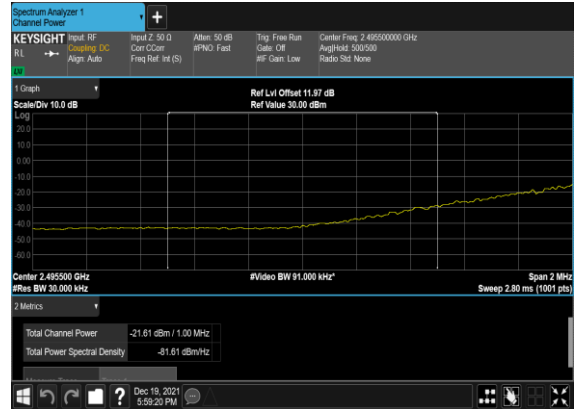 Spectrum Analyzer 1
Channel Power
KEYSIGHT
Input: RF
Input Z: 50 Ω
Atten: 50 dB
Trig: Free Run
Center Freq: 2.495500000 GHz
RL
Coupling: DC
Corr CCorr
#PNO: Fast
Gate: Off
Avg|Hold: 500/500
Align: Auto
Freq Ref: Int (S)
#IF Gain: Low
Radio Std: None
1 Graph
Ref Lvl Offset 11.97 dB
Scale/Div 10.0 dB
Ref Value 30.00 dBm
Log
20.0
10.0
0.00
-10.0
-20.0
-30.0
-40.0
-50.0
-60.0
Center 2.495500 GHz
#Video BW 91.000 kHz*
Span 2 MHz
#Res BW 30.000 kHz
Sweep 2.80 ms (1001 pts)
2 Metrics
Total Channel Power
-21.61 dBm / 1.00 MHz
Total Power Spectral Density
-81.61 dBm/Hz
Dec 19, 2021
5:59:20 PM